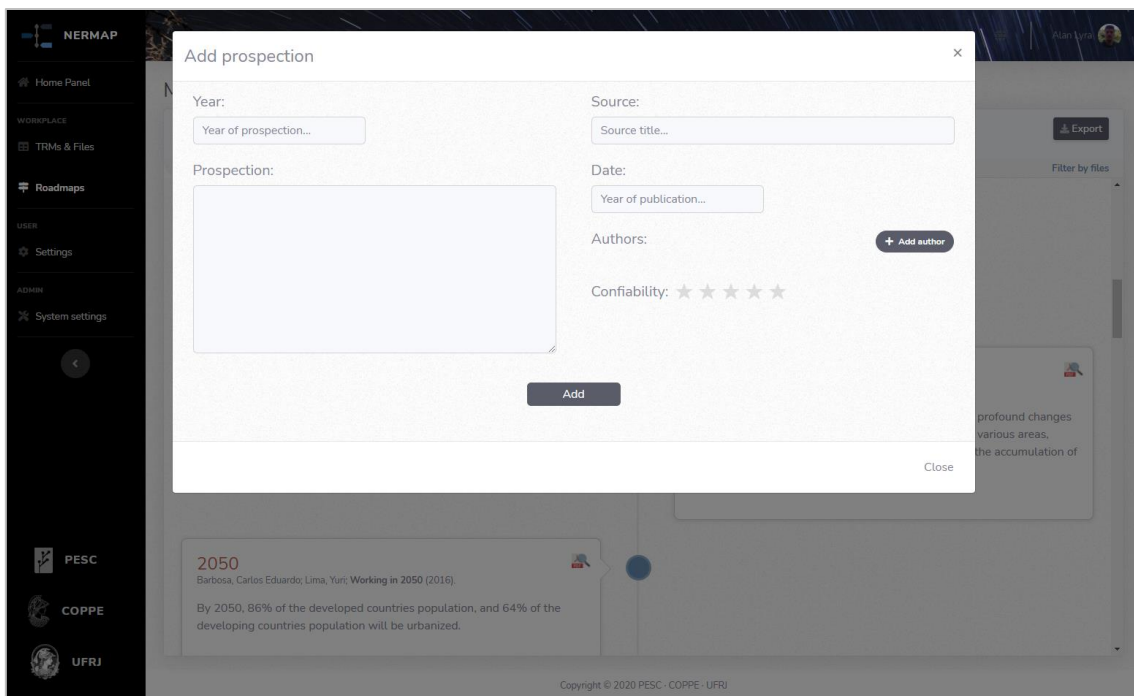 NERMAP
Alan Lyra
Home Panel
WORKPLACE
TRMs & Files
Roadmaps
USER
Settings
ADMIN
System settings
PESC
COPPE
UFRJ
Add prospection
×
Year:
Year of prospection...
Prospection:
Source:
Source title...
Date:
Year of publication...
Authors:
+ Add author
Confiability:
Add
Close
M
Export
Filter by files
profound changes
various areas.
the accumulation of
2050
Barbosa, Carlos Eduardo; Lima, Yuri; Working in 2050 (2016).
By 2050, 86% of the developed countries population, and 64% of the
developing countries population will be urbanized.
Copyright © 2020 PESC - COPPE - UFRJ